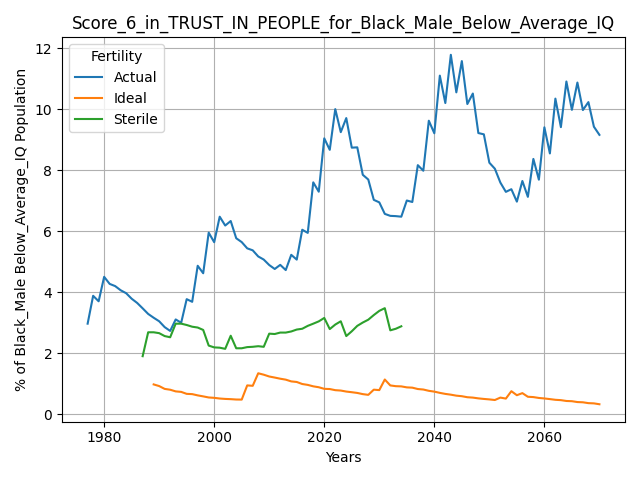 Score_6_in_TRUST_IN_PEOPLE_for_Black_Male_Below_Average_IQ
Fertility
Actual
Ideal
Sterile
% of Black_Male Below_Average_IQ Population
12
10
8
6
4
2
0
1980
2000
2020
2040
2060
Years